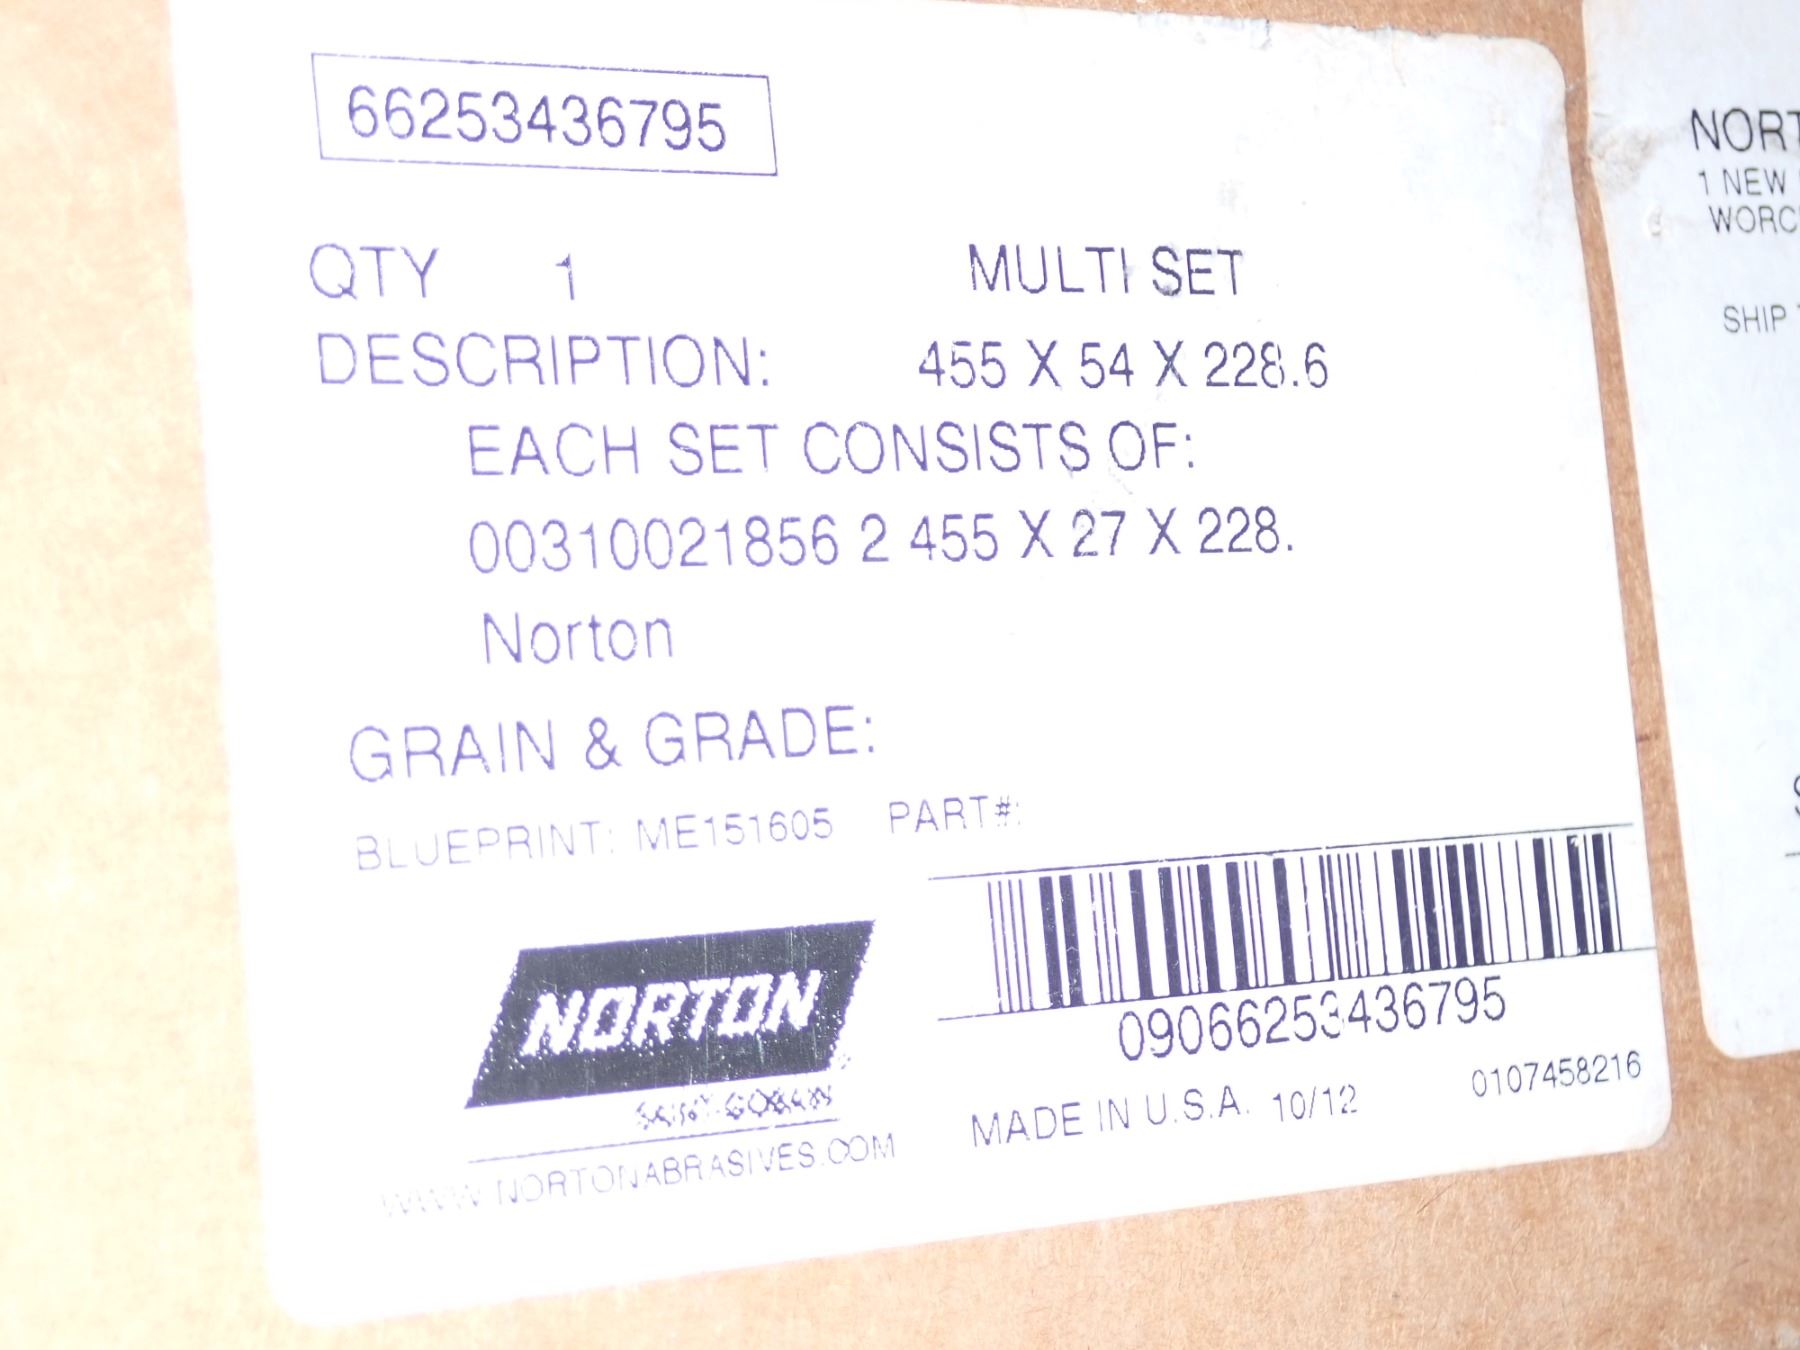 66253436795
QTY 1 MULTI SET
DESCRIPTION: 455 X 54 X 228.6
EACH SET CONSISTS OF:
00310021856 2 455 X 27 X 228.
Norton
GRAIN & GRADE:
BLUEPRINT: ME151605 PART#:
NORTON
SAINT-GOBAIN
WWW.NORTONABRASIVES.COM
09066253436795
MADE IN U.S.A. 10/12
0107458216
NORT
1 NEW
WORC
SHIP